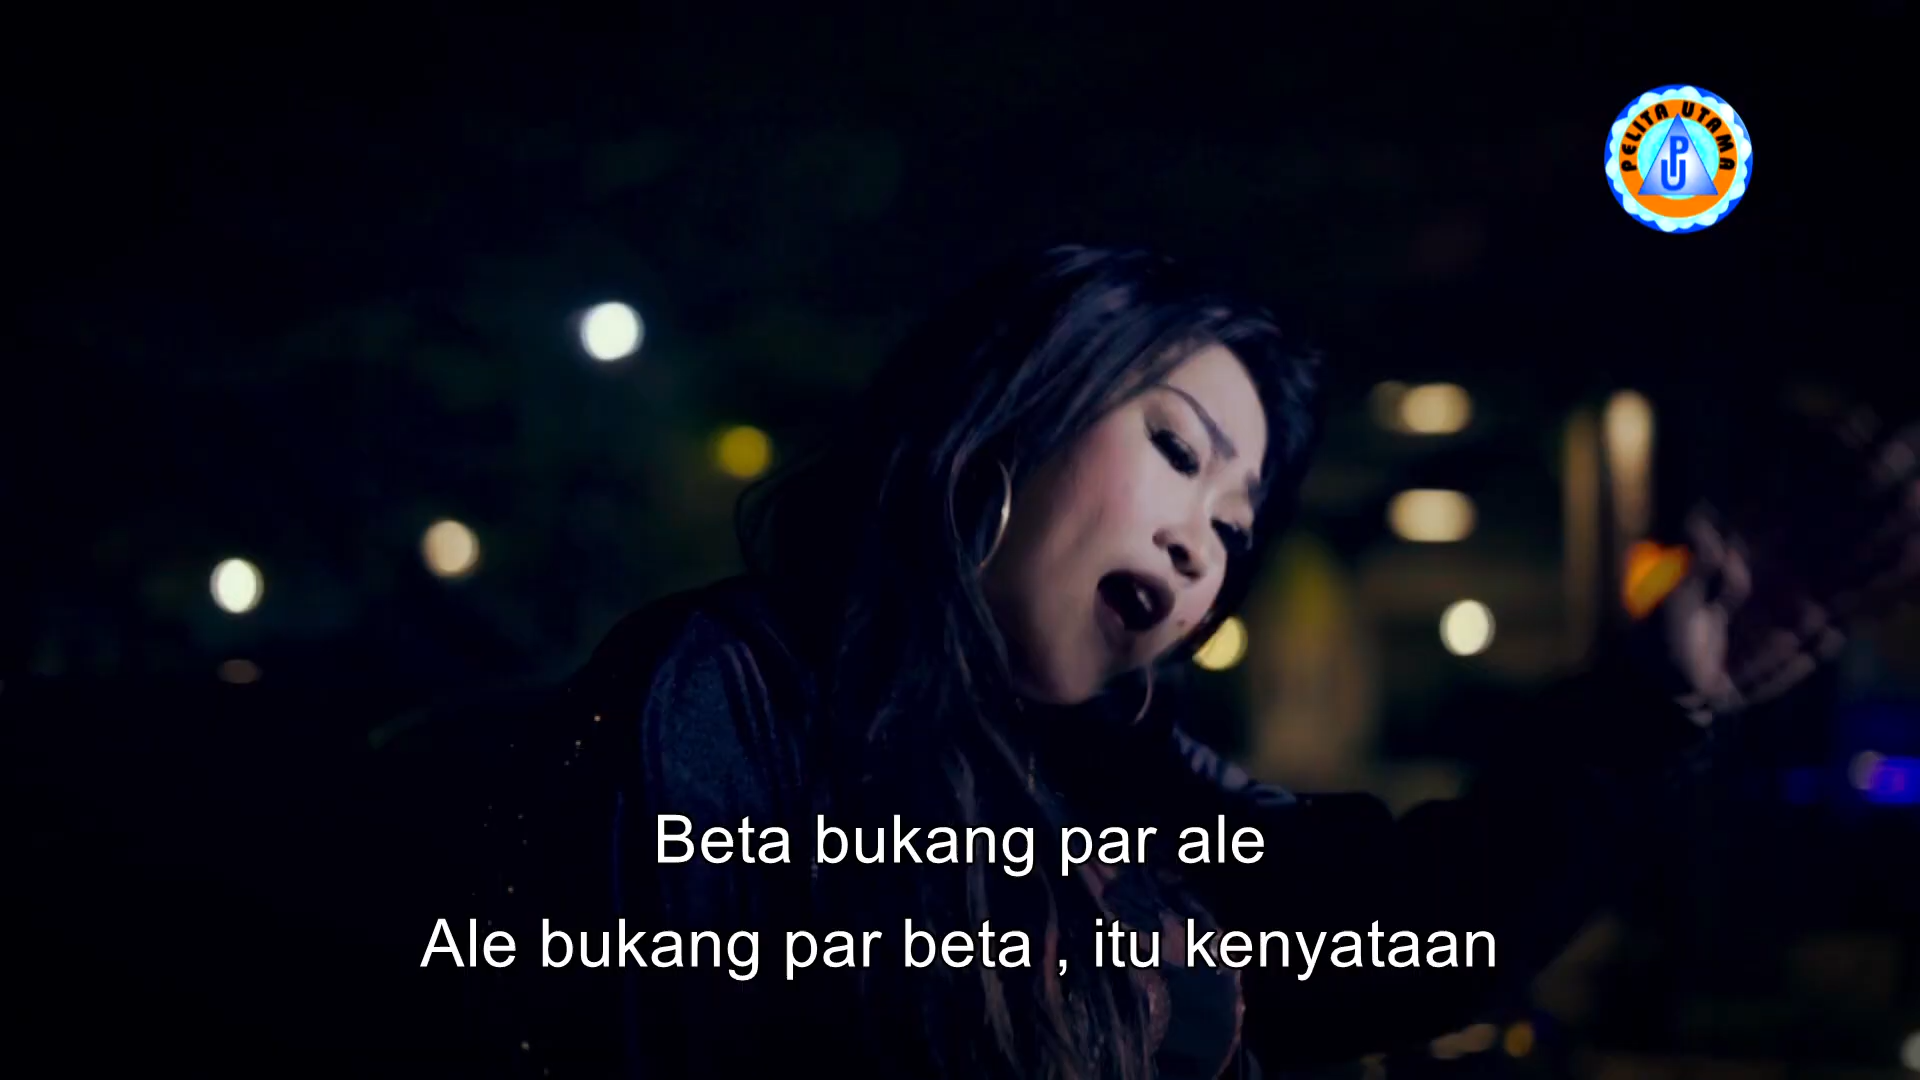 PELITA UTAMA
PU
Beta bukang par ale
Ale bukang par beta , itu kenyataan